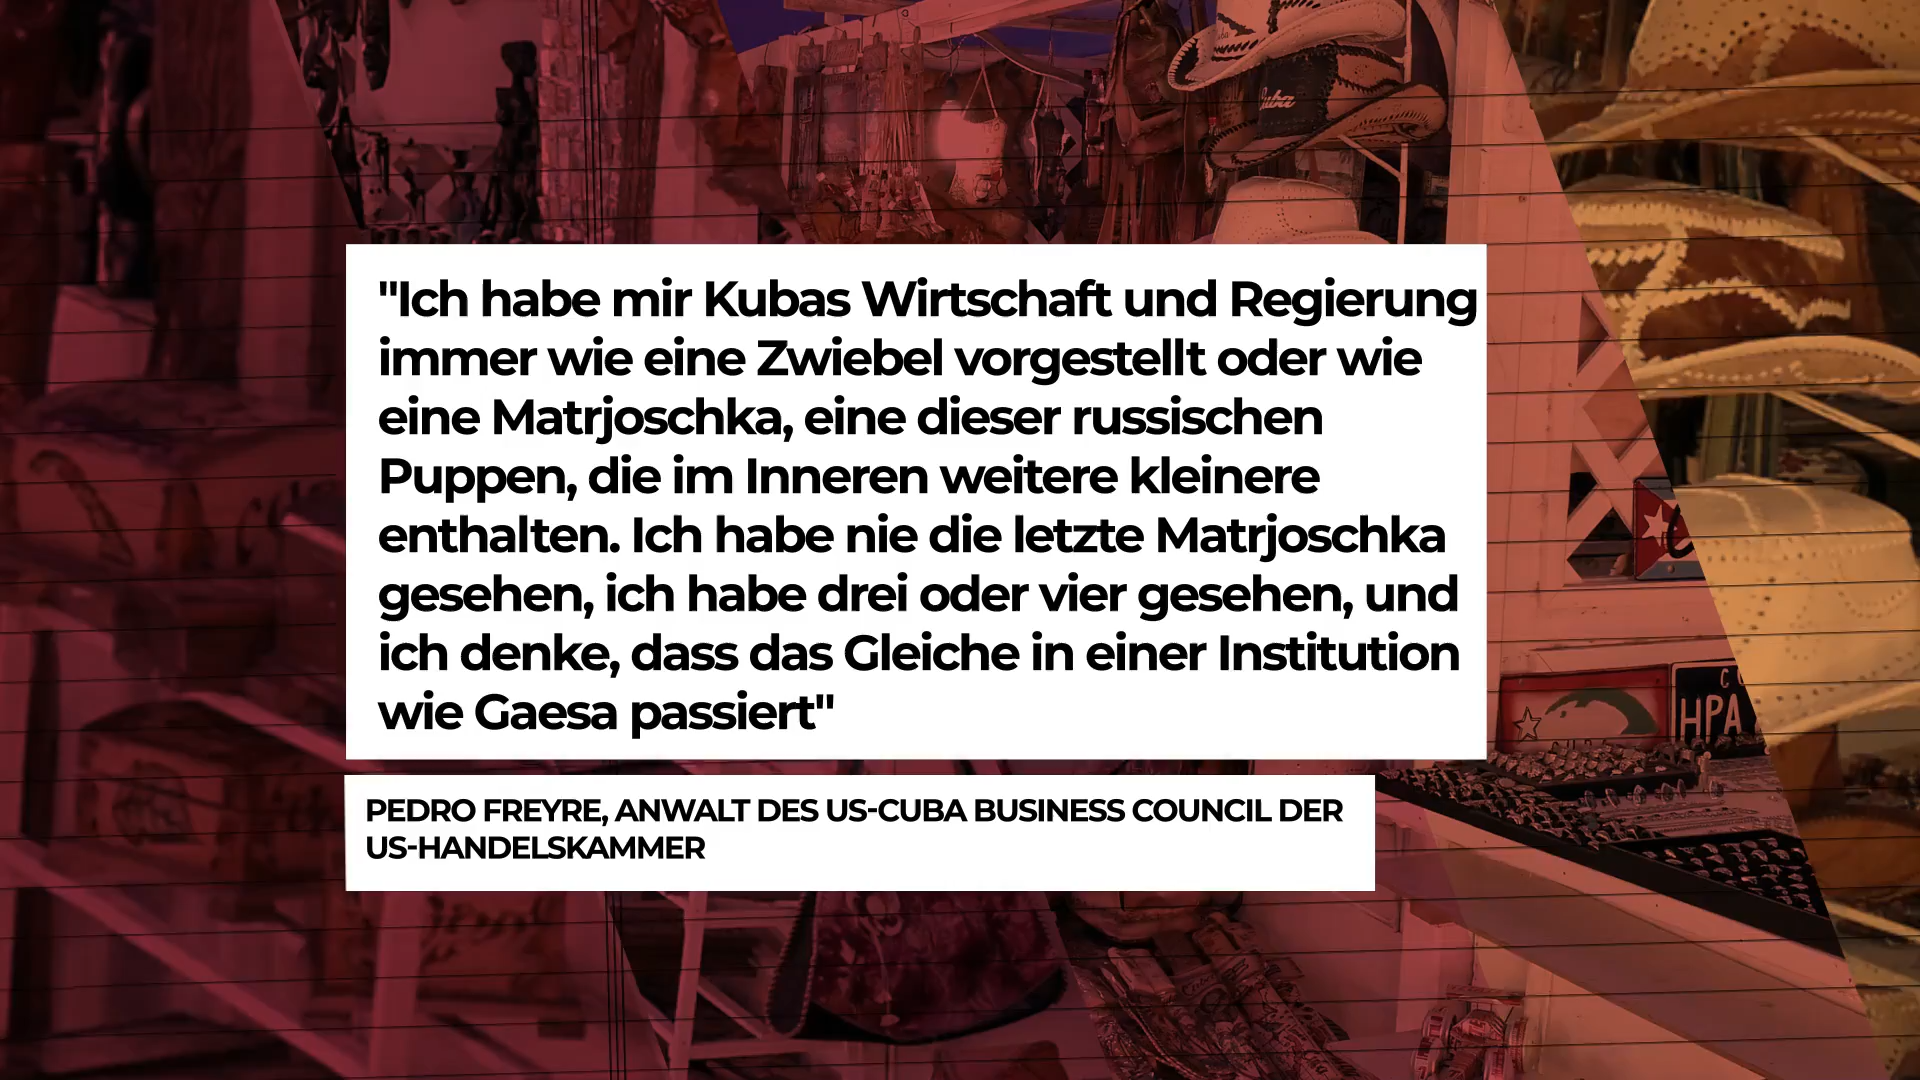 Cuba
"Ich habe mir Kubas Wirtschaft und Regierung
immer wie eine Zwiebel vorgestellt oder wie
eine Matrjoschka, eine dieser russischen
Puppen, die im Inneren weitere kleinere
enthalten. Ich habe nie die letzte Matrjoschka
gesehen, ich habe drei oder vier gesehen, und
ich denke, dass das Gleiche in einer Institution
wie Gaesa passiert"
HPA
PEDRO FREYRE, ANWALT DES US-CUBA BUSINESS COUNCIL DER
US-HANDELSKAMMER